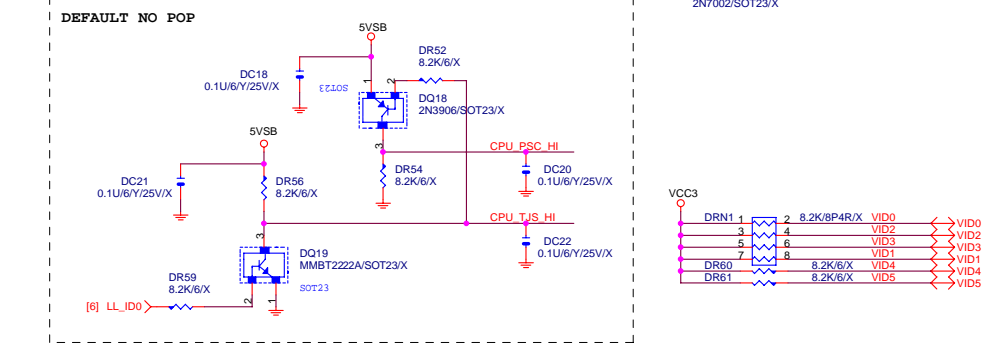 2N7002/SOT23/X
DEFAULT NO POP
5VSB
DR52
8.2K/6/X
DC18
0.1U/6/Y/25V/X
SOT23
1
2
DQ18
2N3906/SOT23/X
3
5VSB
CPU_PSC_HI
DR54
8.2K/6/X
DC20
0.1U/6/Y/25V/X
DC21
0.1U/6/Y/25V/X
DR56
8.2K/6/X
CPU_TJS_HI
3
DQ19
MMBT2222A/SOT23/X
SOT23
DC22
0.1U/6/Y/25V/X
DR59
8.2K/6/X
2
1
[6] LL_ID0
VCC3
DRN1 1 2 8.2K/8P4R/X VID0 VID0
3 4 VID2 VID2
5 6 VID3 VID3
7 8 VID1 VID1
DR60 8.2K/6/X VID4 VID4
DR61 8.2K/6/X VID5 VID5